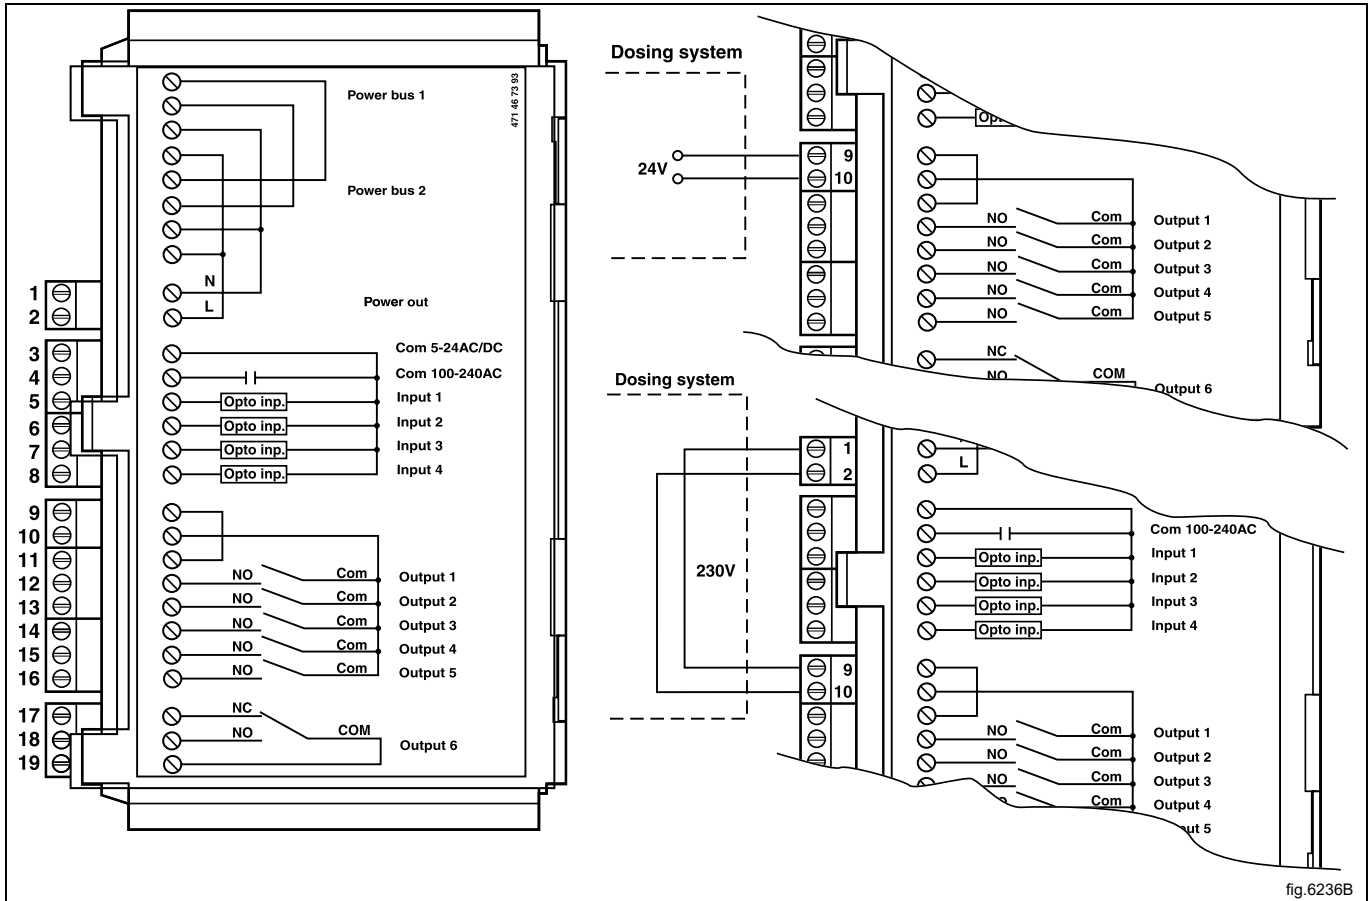 471 46 73 93
Power bus 1
Power bus 2
N
L
Power out
Com 5-24AC/DC
Com 100-240AC
Opto inp. Input 1
Opto inp. Input 2
Opto inp. Input 3
Opto inp. Input 4
NO Com Output 1
NO Com Output 2
NO Com Output 3
NO Com Output 4
NO Com Output 5
NC
NO COM
Output 6
1
2
3
4
5
6
7
8
9
10
11
12
13
14
15
16
17
18
19
Dosing system
24V
9
10
NO Com Output 1
NO Com Output 2
NO Com Output 3
NO Com Output 4
NO Com Output 5
NC
NO COM
Output 6
Dosing system
230V
1
2
9
10
L
Com 100-240AC
Opto inp. Input 1
Opto inp. Input 2
Opto inp. Input 3
Opto inp. Input 4
NO Com Output 1
NO Com Output 2
NO Com Output 3
Com Output 4
5
fig.6236B